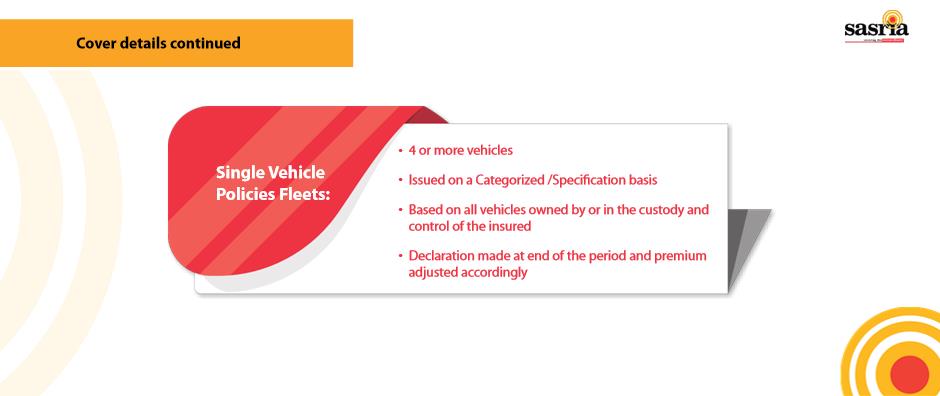 Cover details continued
sasria
Single Vehicle
Policies Fleets:
• 4 or more vehicles
• Issued on a Categorized /Specification basis
• Based on all vehicles owned by or in the custody and
control of the insured
• Declaration made at end of the period and premium
adjusted accordingly